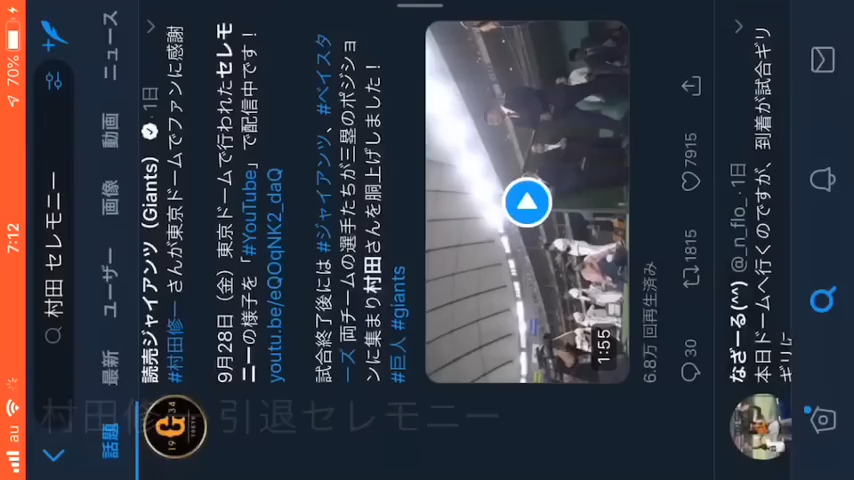 au 7:12 70%
村田 セレモニー
話題 最新 ユーザー 画像 動画 ニュース
読売ジャイアンツ（Giants） ・1日
#村田修一 さんが東京ドームでファンに感謝
9月28日（金）東京ドームで行われたセレモ
ニーの様子を「#YouTube」で配信中です！
youtu.be/eQOqNK2_daQ
試合終了後には #ジャイアンツ、#ベイスタ
ーズ 両チームの選手たちが三塁のポジショ
ンに集まり村田さんを胴上げしました！
#巨人 #giants
1:55
6.8万 回再生済み
30 1815 7915
なざーる(^^) @_n_flo_・1日
本日ドームへ行くのですが、到着が試合ギリ
ギリに
村田修一 引退セレモニー
1934